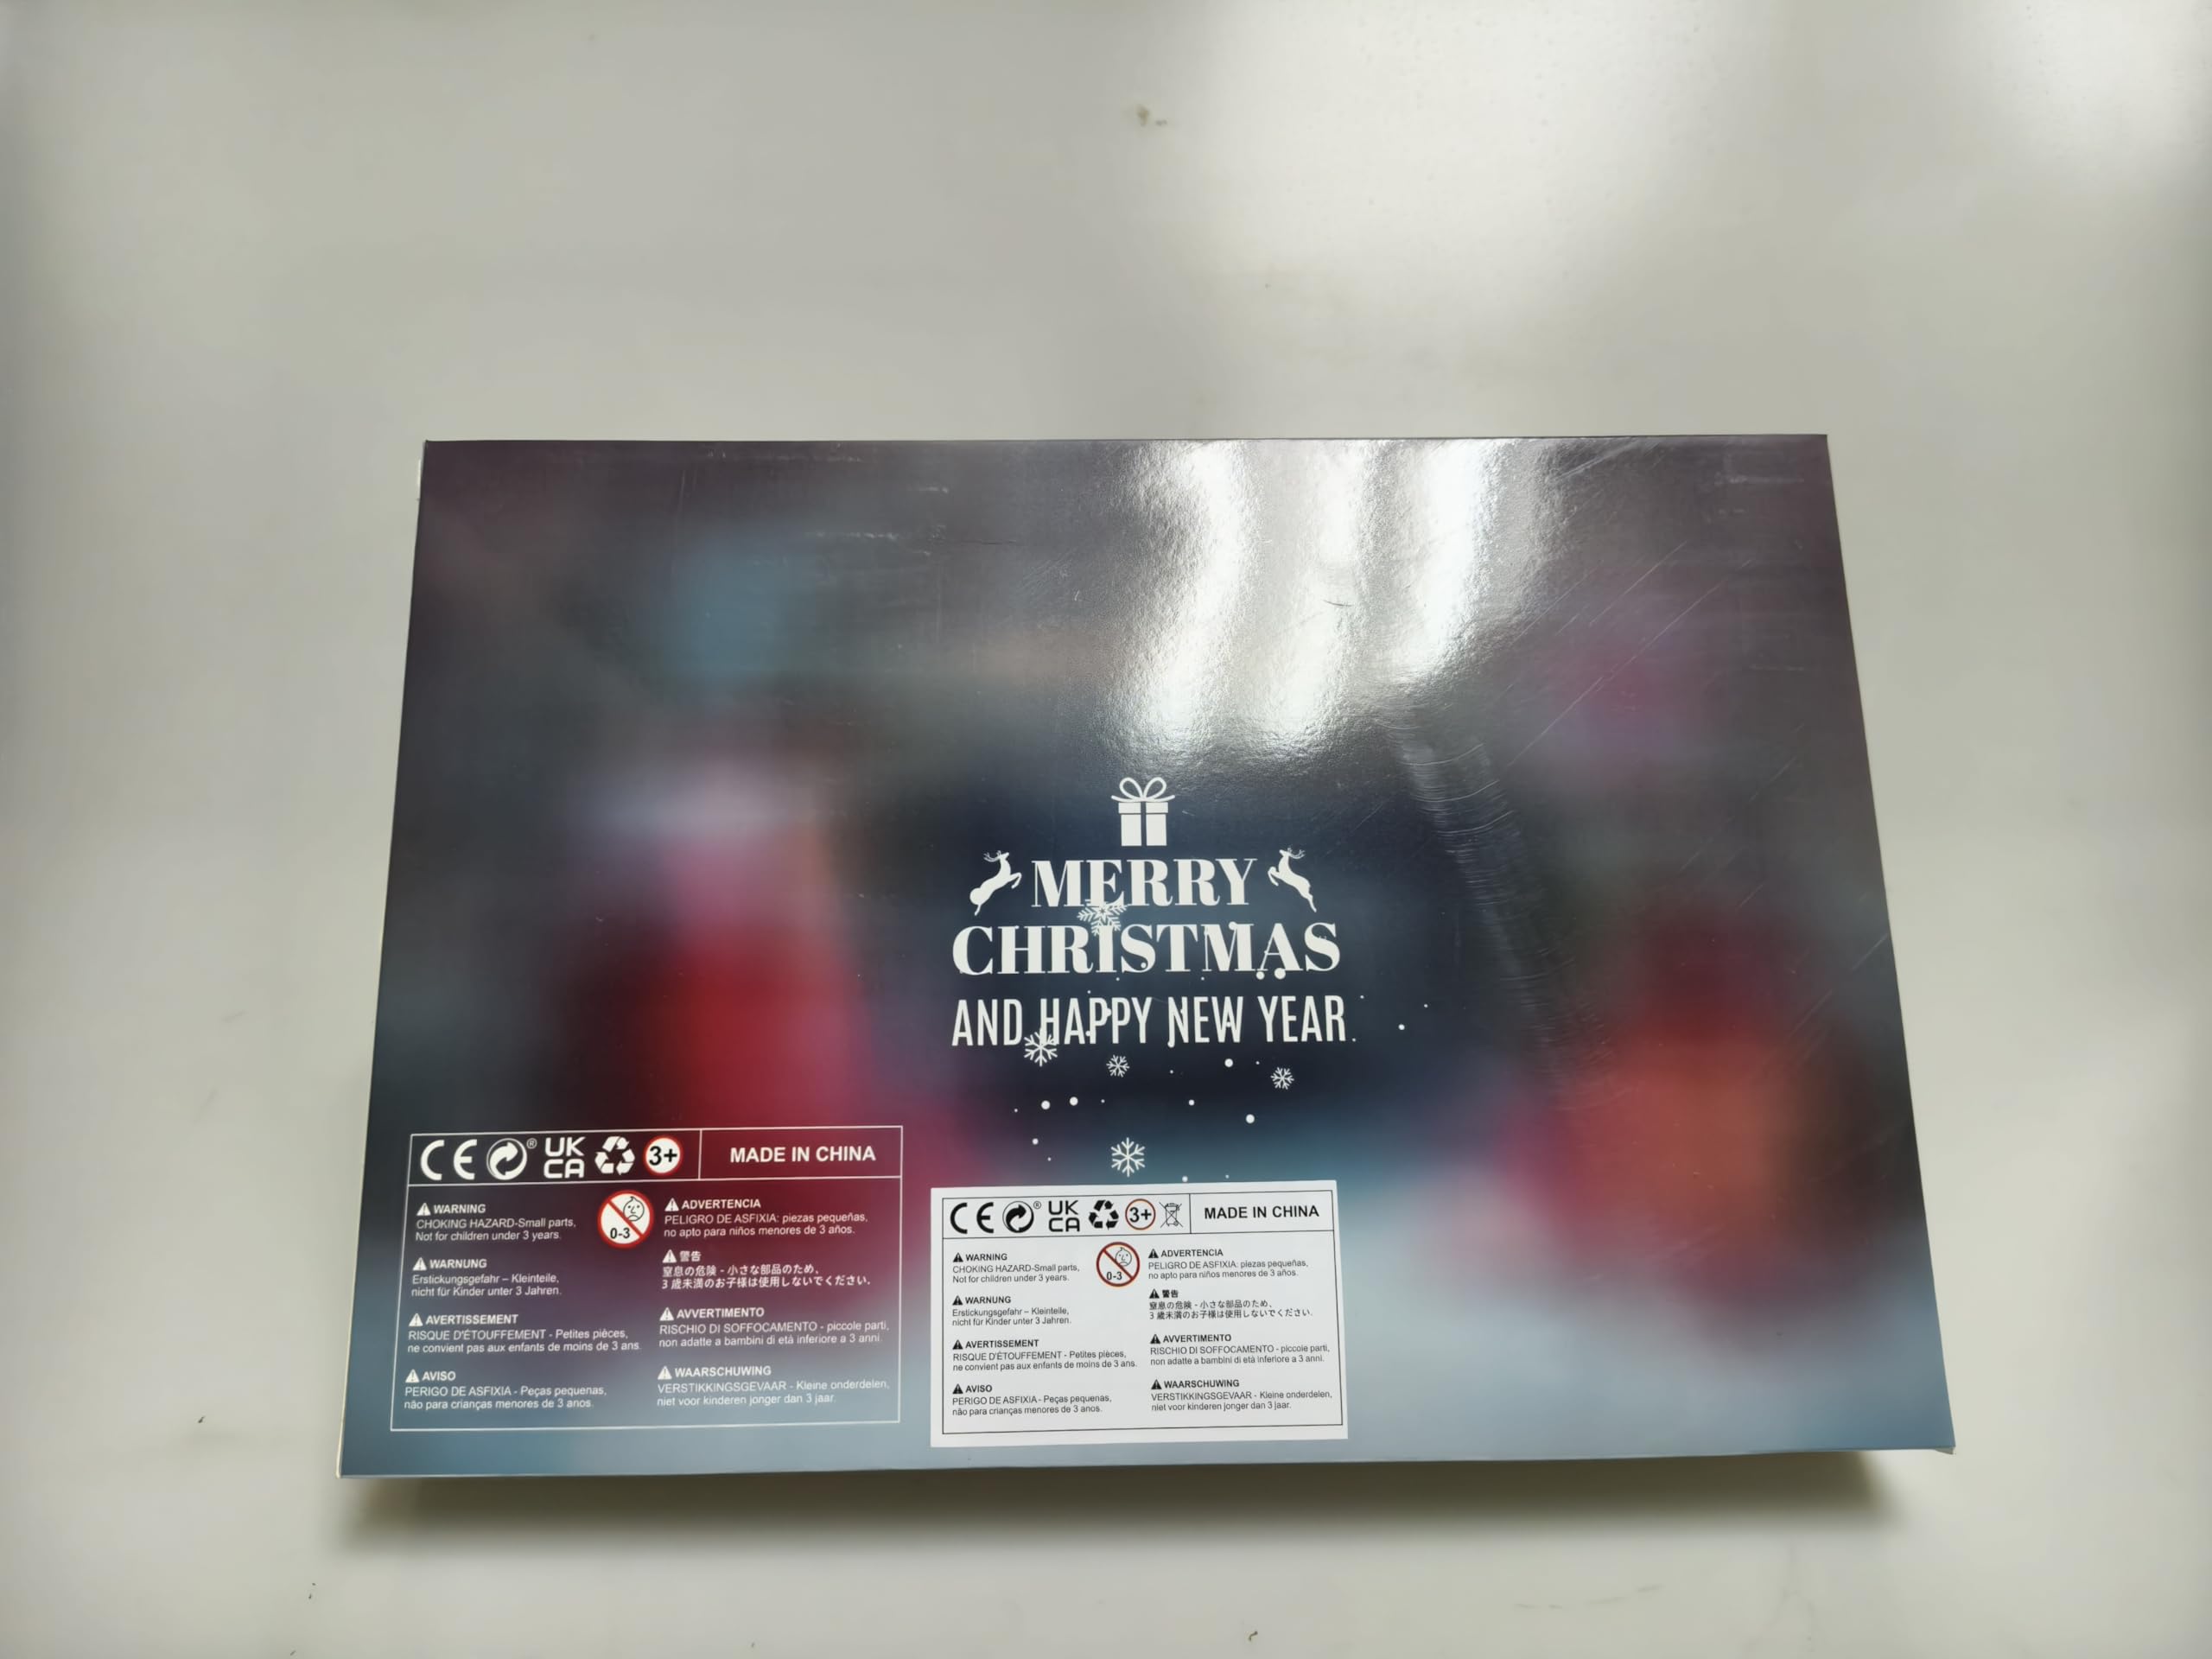 MERRY
CHRISTMAS
AND HAPPY NEW YEAR
CE ® UK CA 3+ MADE IN CHINA
WARNING
CHOKING HAZARD-Small parts,
Not for children under 3 years.
0-3
WARNUNG
Erstickungsgefahr – Kleinteile,
nicht für Kinder unter 3 Jahren.
AVERTISSEMENT
RISQUE D'ÉTOUFFEMENT - Petites pièces,
ne convient pas aux enfants de moins de 3 ans.
AVISO
PERIGO DE ASFIXIA - Peças pequenas,
não para crianças menores de 3 anos.
ADVERTENCIA
PELIGRO DE ASFIXIA: piezas pequeñas,
no apto para niños menores de 3 años.
警告
窒息の危険 - 小さな部品のため、
3 歳未満のお子様は使用しないでください.
AVVERTIMENTO
RISCHIO DI SOFFOCAMENTO - piccole parti,
non adatte a bambini di età inferiore a 3 anni.
WAARSCHUWING
VERSTIKKINGSGEVAAR - Kleine onderdelen,
niet voor kinderen jonger dan 3 jaar.
CE ® UK CA 3+ MADE IN CHINA
WARNING
CHOKING HAZARD-Small parts,
Not for children under 3 years.
0-3
WARNUNG
Erstickungsgefahr – Kleinteile,
nicht für Kinder unter 3 Jahren.
AVERTISSEMENT
RISQUE D'ÉTOUFFEMENT - Petites pièces,
ne convient pas aux enfants de moins de 3 ans.
AVISO
PERIGO DE ASFIXIA - Peças pequenas,
não para crianças menores de 3 anos.
ADVERTENCIA
PELIGRO DE ASFIXIA: piezas pequeñas,
no apto para niños menores de 3 años.
警告
窒息の危険 - 小さな部品のため、
3 歳未満のお子様は使用しないでください.
AVVERTIMENTO
RISCHIO DI SOFFOCAMENTO - piccole parti,
non adatte a bambini di età inferiore a 3 anni.
WAARSCHUWING
VERSTIKKINGSGEVAAR - Kleine onderdelen,
niet voor kinderen jonger dan 3 jaar.